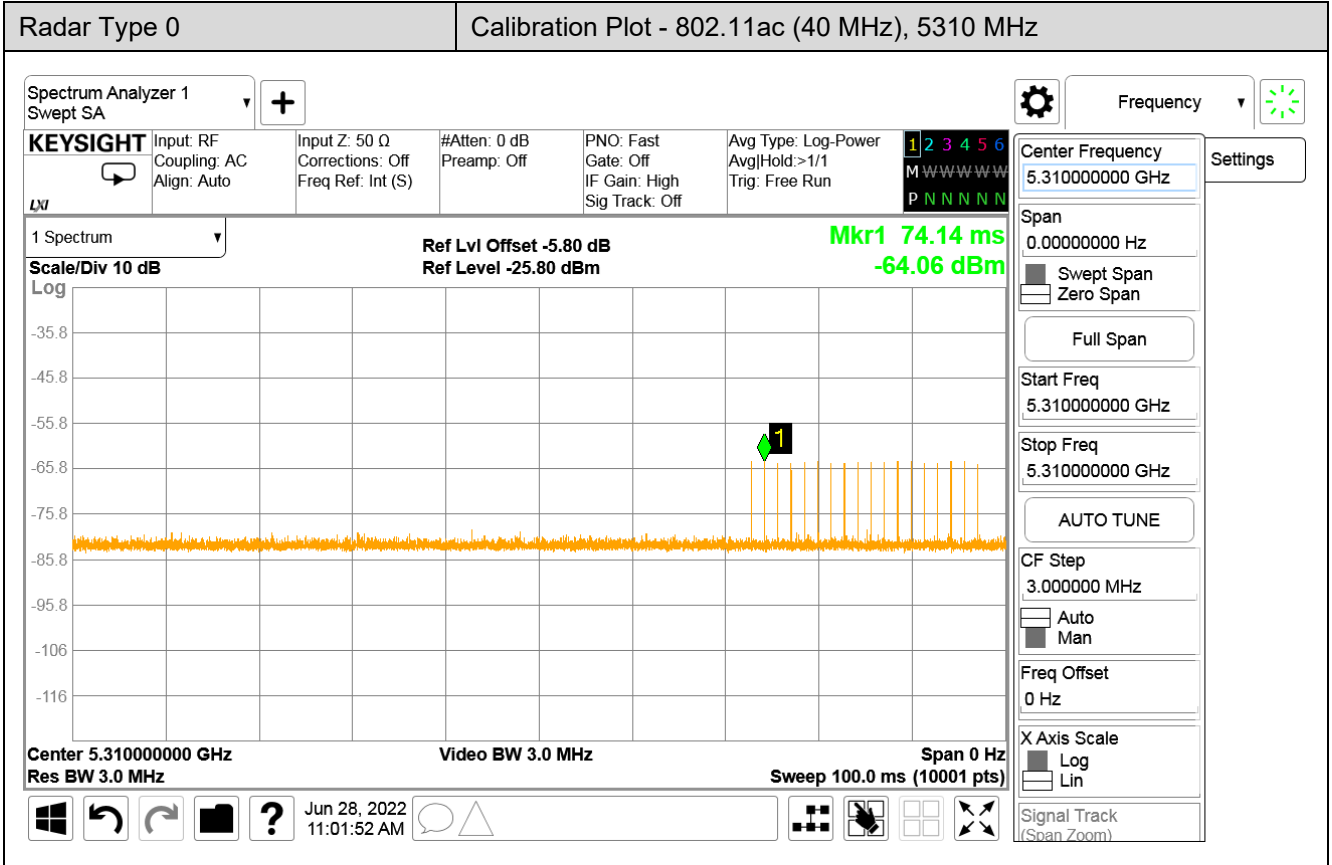 Radar Type 0
Calibration Plot - 802.11ac (40 MHz), 5310 MHz
Spectrum Analyzer 1
Swept SA
+
Frequency
KEYSIGHT
LXI
Input: RF
Coupling: AC
Align: Auto
Input Z: 50 Ω
Corrections: Off
Freq Ref: Int (S)
#Atten: 0 dB
Preamp: Off
PNO: Fast
Gate: Off
IF Gain: High
Sig Track: Off
Avg Type: Log-Power
Avg|Hold:>1/1
Trig: Free Run
1 2 3 4 5 6
M W W W W W
P N N N N N
1 Spectrum
Scale/Div 10 dB
Log
Ref Lvl Offset -5.80 dB
Ref Level -25.80 dBm
Mkr1 74.14 ms
-64.06 dBm
-35.8
-45.8
-55.8
-65.8
-75.8
-85.8
-95.8
-106
-116
1
Center 5.310000000 GHz
Res BW 3.0 MHz
Video BW 3.0 MHz
Span 0 Hz
Sweep 100.0 ms (10001 pts)
?
Jun 28, 2022
11:01:52 AM
Center Frequency
5.310000000 GHz
Settings
Span
0.00000000 Hz
Swept Span
Zero Span
Full Span
Start Freq
5.310000000 GHz
Stop Freq
5.310000000 GHz
AUTO TUNE
CF Step
3.000000 MHz
Auto
Man
Freq Offset
0 Hz
X Axis Scale
Log
Lin
Signal Track
(Span Zoom)